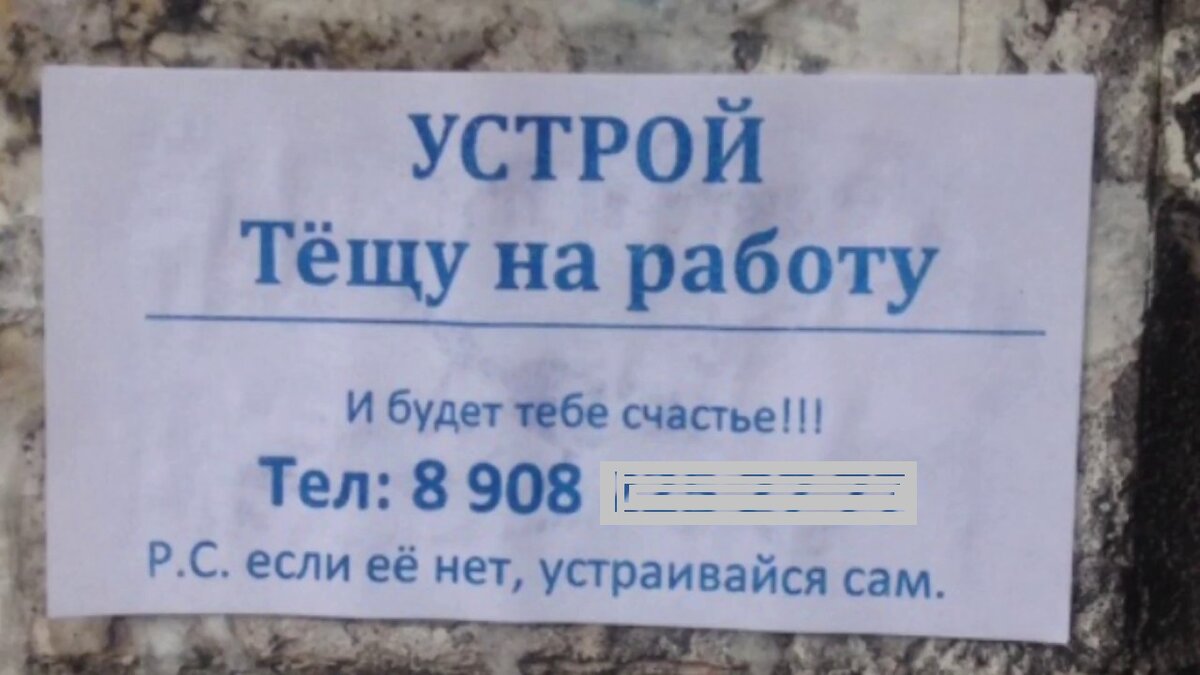 УСТРОЙ
Тёщу на работу
И будет тебе счастье!!!
Тел: 8 908
Р.С. если её нет, устраивайся сам.